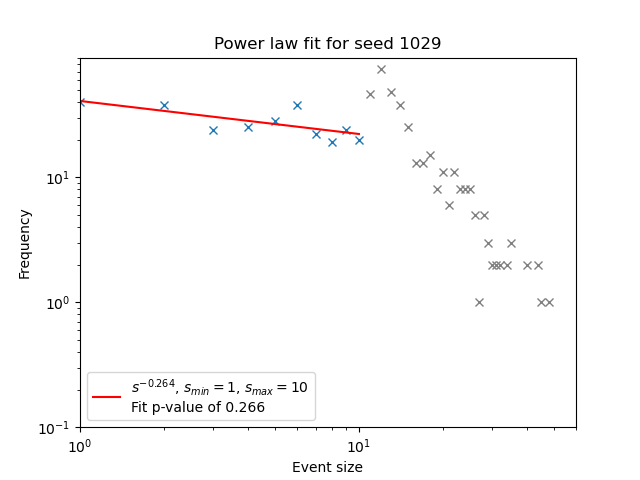 Power law fit for seed 1029
Frequency
10¹
10⁰
10⁻¹
s⁻⁰·²⁶⁴, s_min = 1, s_max = 10
Fit p-value of 0.266
10⁰ 10¹
Event size